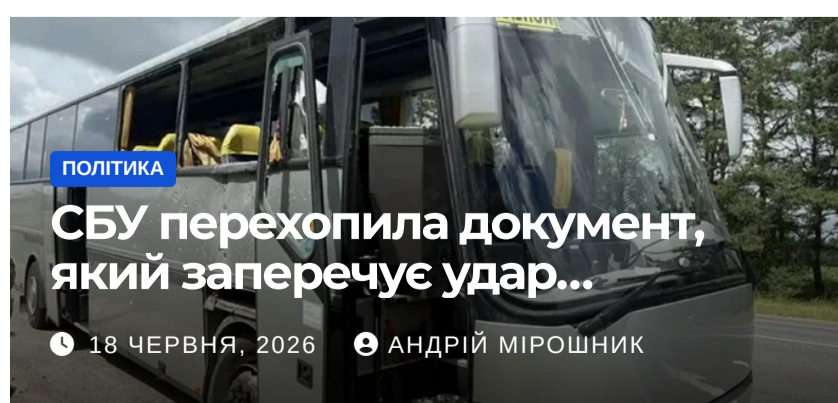 ПОЛІТИКА
СБУ перехопила документ,
який заперечує удар...
18 ЧЕРВНЯ, 2026 АНДРІЙ МІРОШНИК